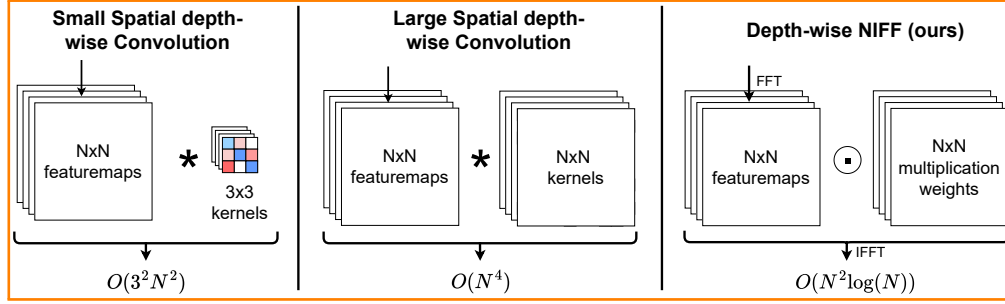 Small Spatial depth-
wise Convolution
NxN
featuremaps
*
3x3
kernels
O(3²N²)
Large Spatial depth-
wise Convolution
NxN
featuremaps
*
NxN
kernels
O(N⁴)
Depth-wise NIFF (ours)
FFT
NxN
featuremaps
NxN
multiplication
weights
IFFT
O(N²log(N))